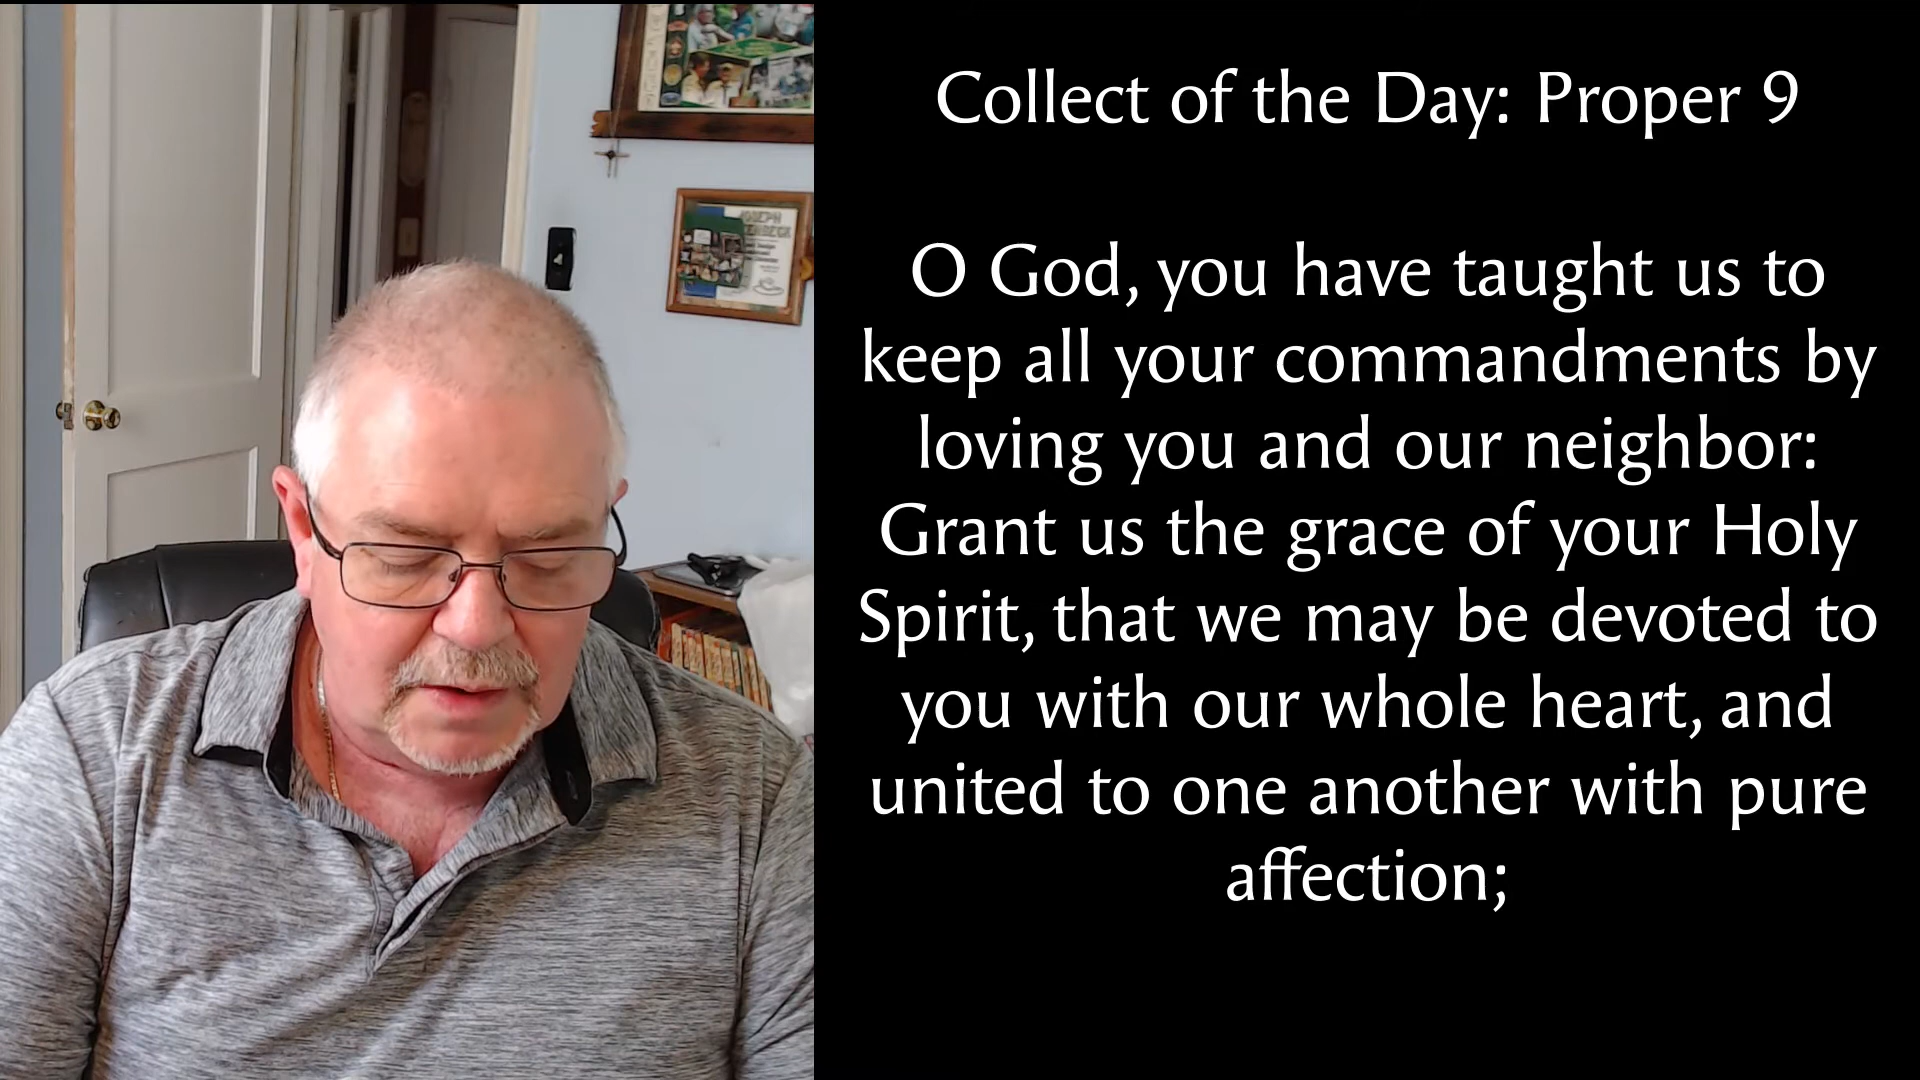 Collect of the Day: Proper 9
O God, you have taught us to
keep all your commandments by
loving you and our neighbor:
Grant us the grace of your Holy
Spirit, that we may be devoted to
you with our whole heart, and
united to one another with pure
affection;
JOSEPH